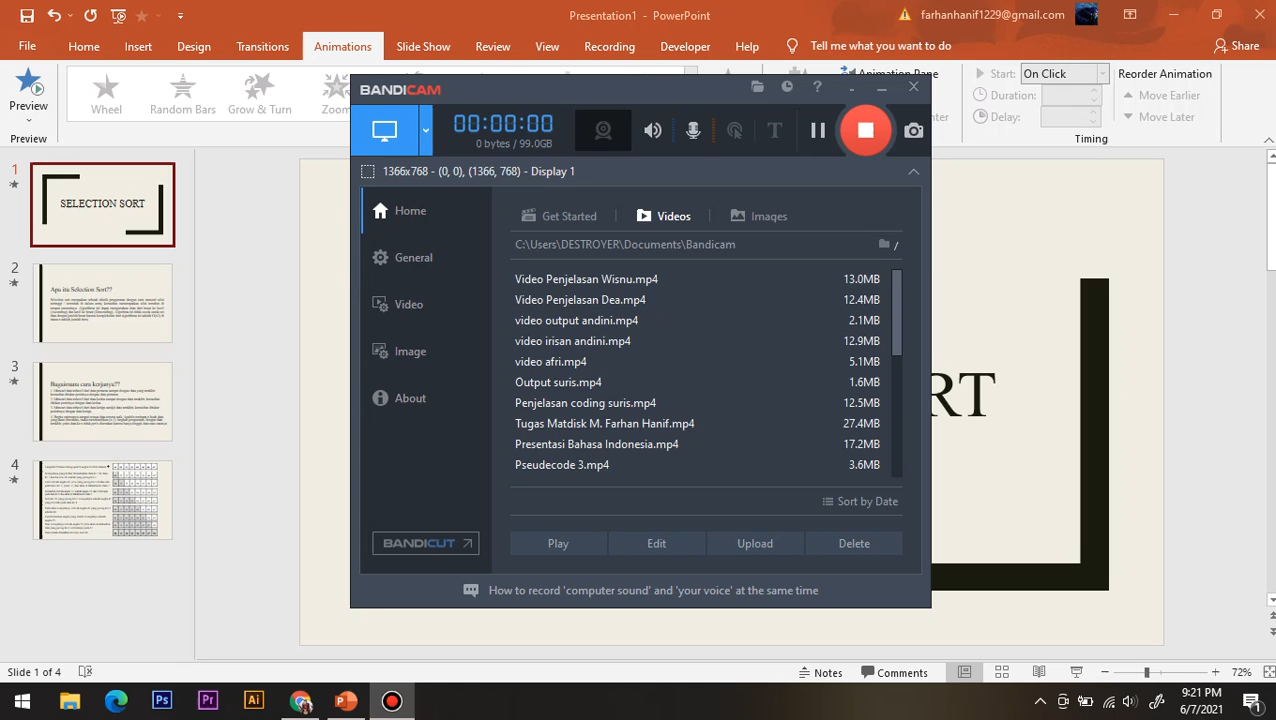 Presentation1 - PowerPoint
farhanhanif1229@gmail.com
File Home Insert Design Transitions Animations Slide Show Review View Recording Developer Help Tell me what you want to do Share
Preview
Preview
Wheel Random Bars Grow & Turn Zoom
Animation Pane
Start: On Click
Duration:
Delay:
Reorder Animation
Move Earlier
Move Later
Timing
BANDICAM
00:00:00
0 bytes / 99.0GB
1366x768 - (0, 0), (1366, 768) - Display 1
Home
General
Video
Image
About
BANDICUT
Get Started Videos Images
C:\Users\DESTROYER\Documents\Bandicam
/
Video Penjelasan Wisnu.mp4 13.0MB
Video Penjelasan Dea.mp4 12.4MB
video output andini.mp4 2.1MB
video irisan andini.mp4 12.9MB
video afri.mp4 5.1MB
Output suris.mp4 1.6MB
Penjelasan coding suris.mp4 12.5MB
Tugas Matdisk M. Farhan Hanif.mp4 27.4MB
Presentasi Bahasa Indonesia.mp4 17.2MB
Pseudecode 3.mp4 3.6MB
Sort by Date
Play Edit Upload Delete
How to record 'computer sound' and 'your voice' at the same time
1
SELECTION SORT
2
Apa itu Selection Sort??
3
Bagaimana cara kerjanya??
4
RT
Slide 1 of 4
Notes Comments 72%
Ps Pr Ai
9:21 PM
6/7/2021
1